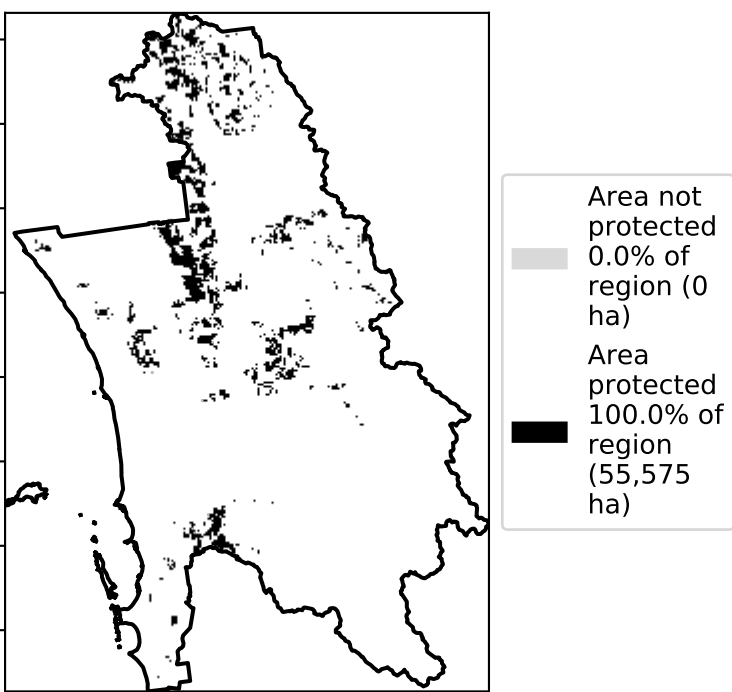 Area not
protected
0.0% of
region (0
ha)
Area
protected
100.0% of
region
(55,575
ha)